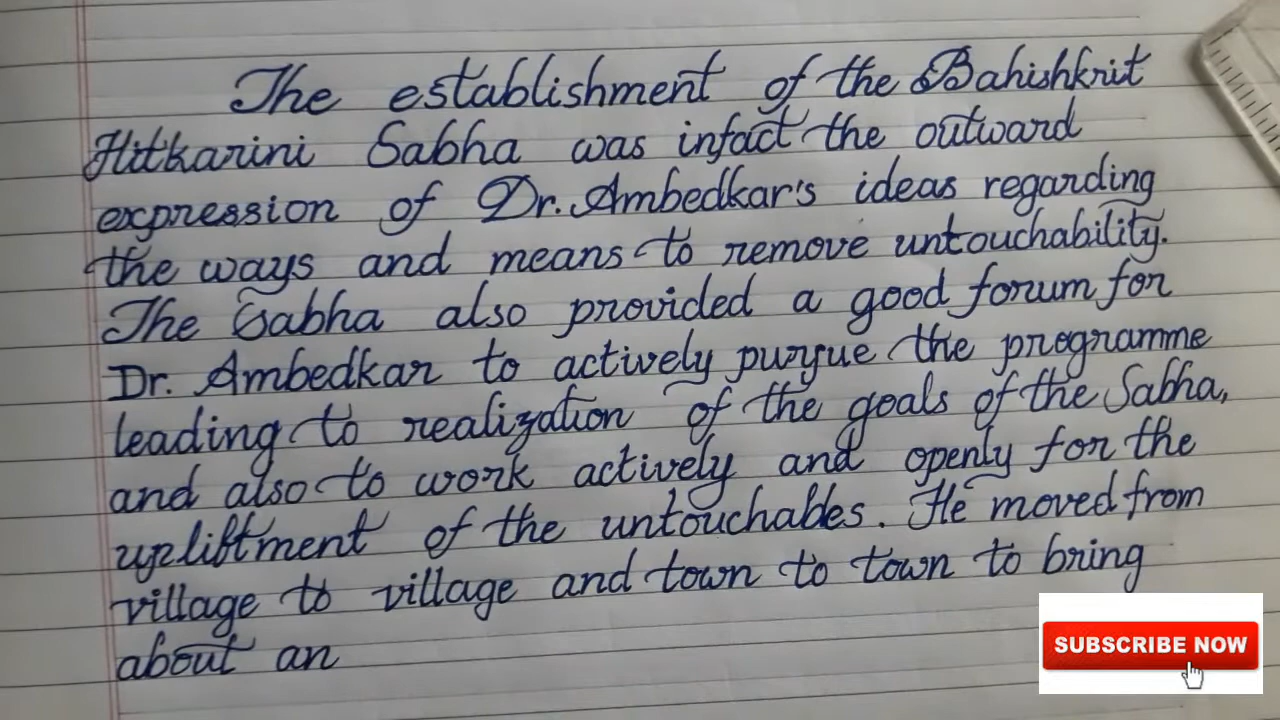 The establishment of the Bahishkrit
Hitkarini Sabha was infact the outward
expression of Dr. Ambedkar's ideas regarding
the ways and means to remove untouchability.
The Sabha also provided a good forum for
Dr. Ambedkar to actively pursue the programme
leading to realization of the goals of the Sabha,
and also to work actively and openly for the
upliftment of the untouchables. He moved from
village to village and town to town to bring
about an
SUBSCRIBE NOW